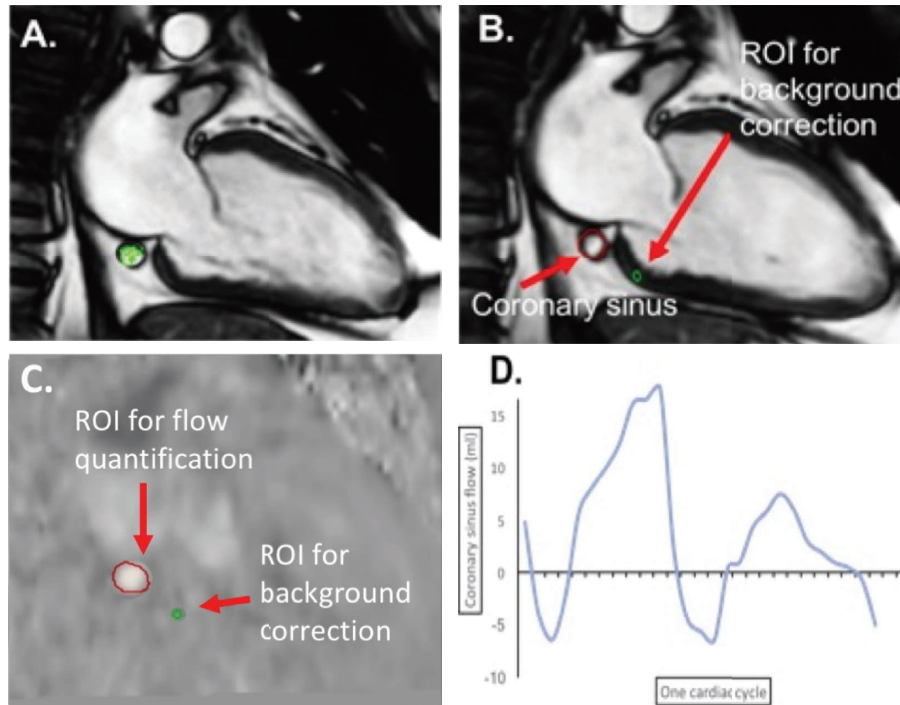 A.
B.
ROI for
background
correction
Coronary sinus
C.
ROI for flow
quantification
ROI for
background
correction
D.
Coronary sinus flow (ml)
15
10
5
0
-5
-10
One cardiac cycle